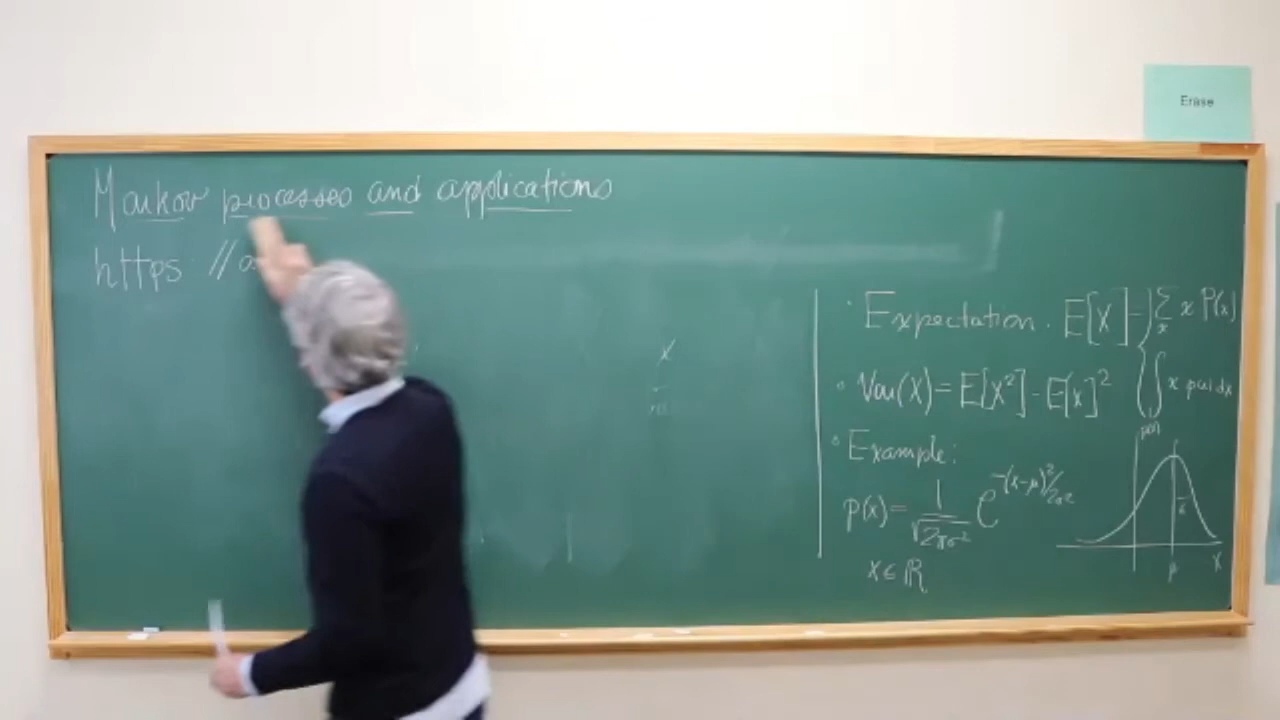 Erase
Markov processes and applications
https //a
x
· Expectation. E[X] = { ∑ₓ x P(x)
∫ x p(x) dx
· Var(X) = E[X²] - E[x]²
· Example:
p(x) = 1/√2πσ² e^-(x-μ)²/2σ²
x ∈ ℝ
p(x)
σ
μ
x